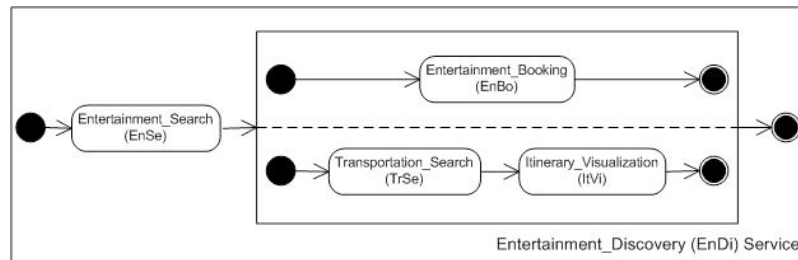 Entertainment_Booking
(EnBo)
Entertainment_Search
(EnSe)
Transportation_Search
(TrSe)
Itinerary_Visualization
(ItVi)
Entertainment_Discovery (EnDi) Service